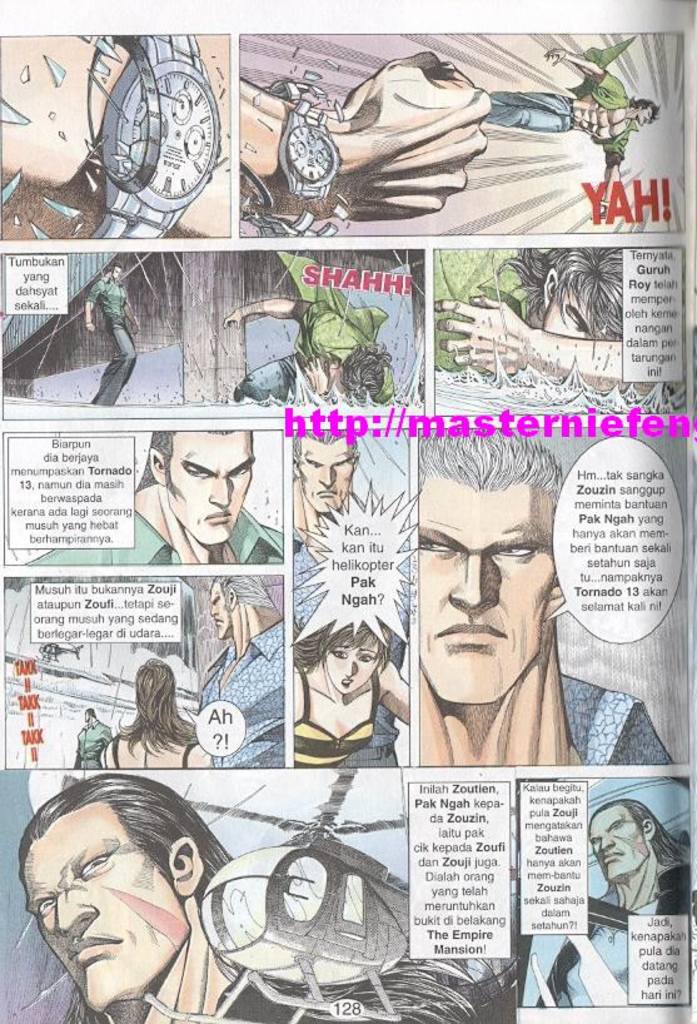 YAH!
Tumbukan
yang
dahsyat
sekali....
SHAHH!
Ternyata,
Guruh
Roy telah
memper-
oleh keme-
nangan
dalam per-
tarungan
ini!
http://masterniefen
Biarpun
dia berjaya
menumpaskan Tornado
13, namun dia masih
berwaspada
kerana ada lagi seorang
musuh yang hebat
berhampirannya.
Kan...
kan itu
helikopter
Pak
Ngah?
Hm...tak sangka
Zouzin sanggup
meminta bantuan
Pak Ngah yang
hanya akan mem-
beri bantuan sekali
setahun saja
tu...nampaknya
Tornado 13 akan
selamat kali ni!
Musuh itu bukannya Zouji
ataupun Zoufi...tetapi se-
orang musuh yang sedang
berlegar-legar di udara....
TAKK
!!
TAKK
!!
TAKK
!!
Ah
?!
Inilah Zoutien,
Pak Ngah kepa-
da Zouzin,
iaitu pak
cik kepada Zoufi
dan Zouji juga.
Dialah orang
yang telah
meruntuhkan
bukit di belakang
The Empire
Mansion!
Kalau begitu,
kenapakah
pula Zouji
mengatakan
bahawa
Zoutien
hanya akan
mem-bantu
Zouzin
sekali sahaja
dalam
setahun?!
Jadi,
kenapakah
pula dia
datang
pada
hari ini?
128